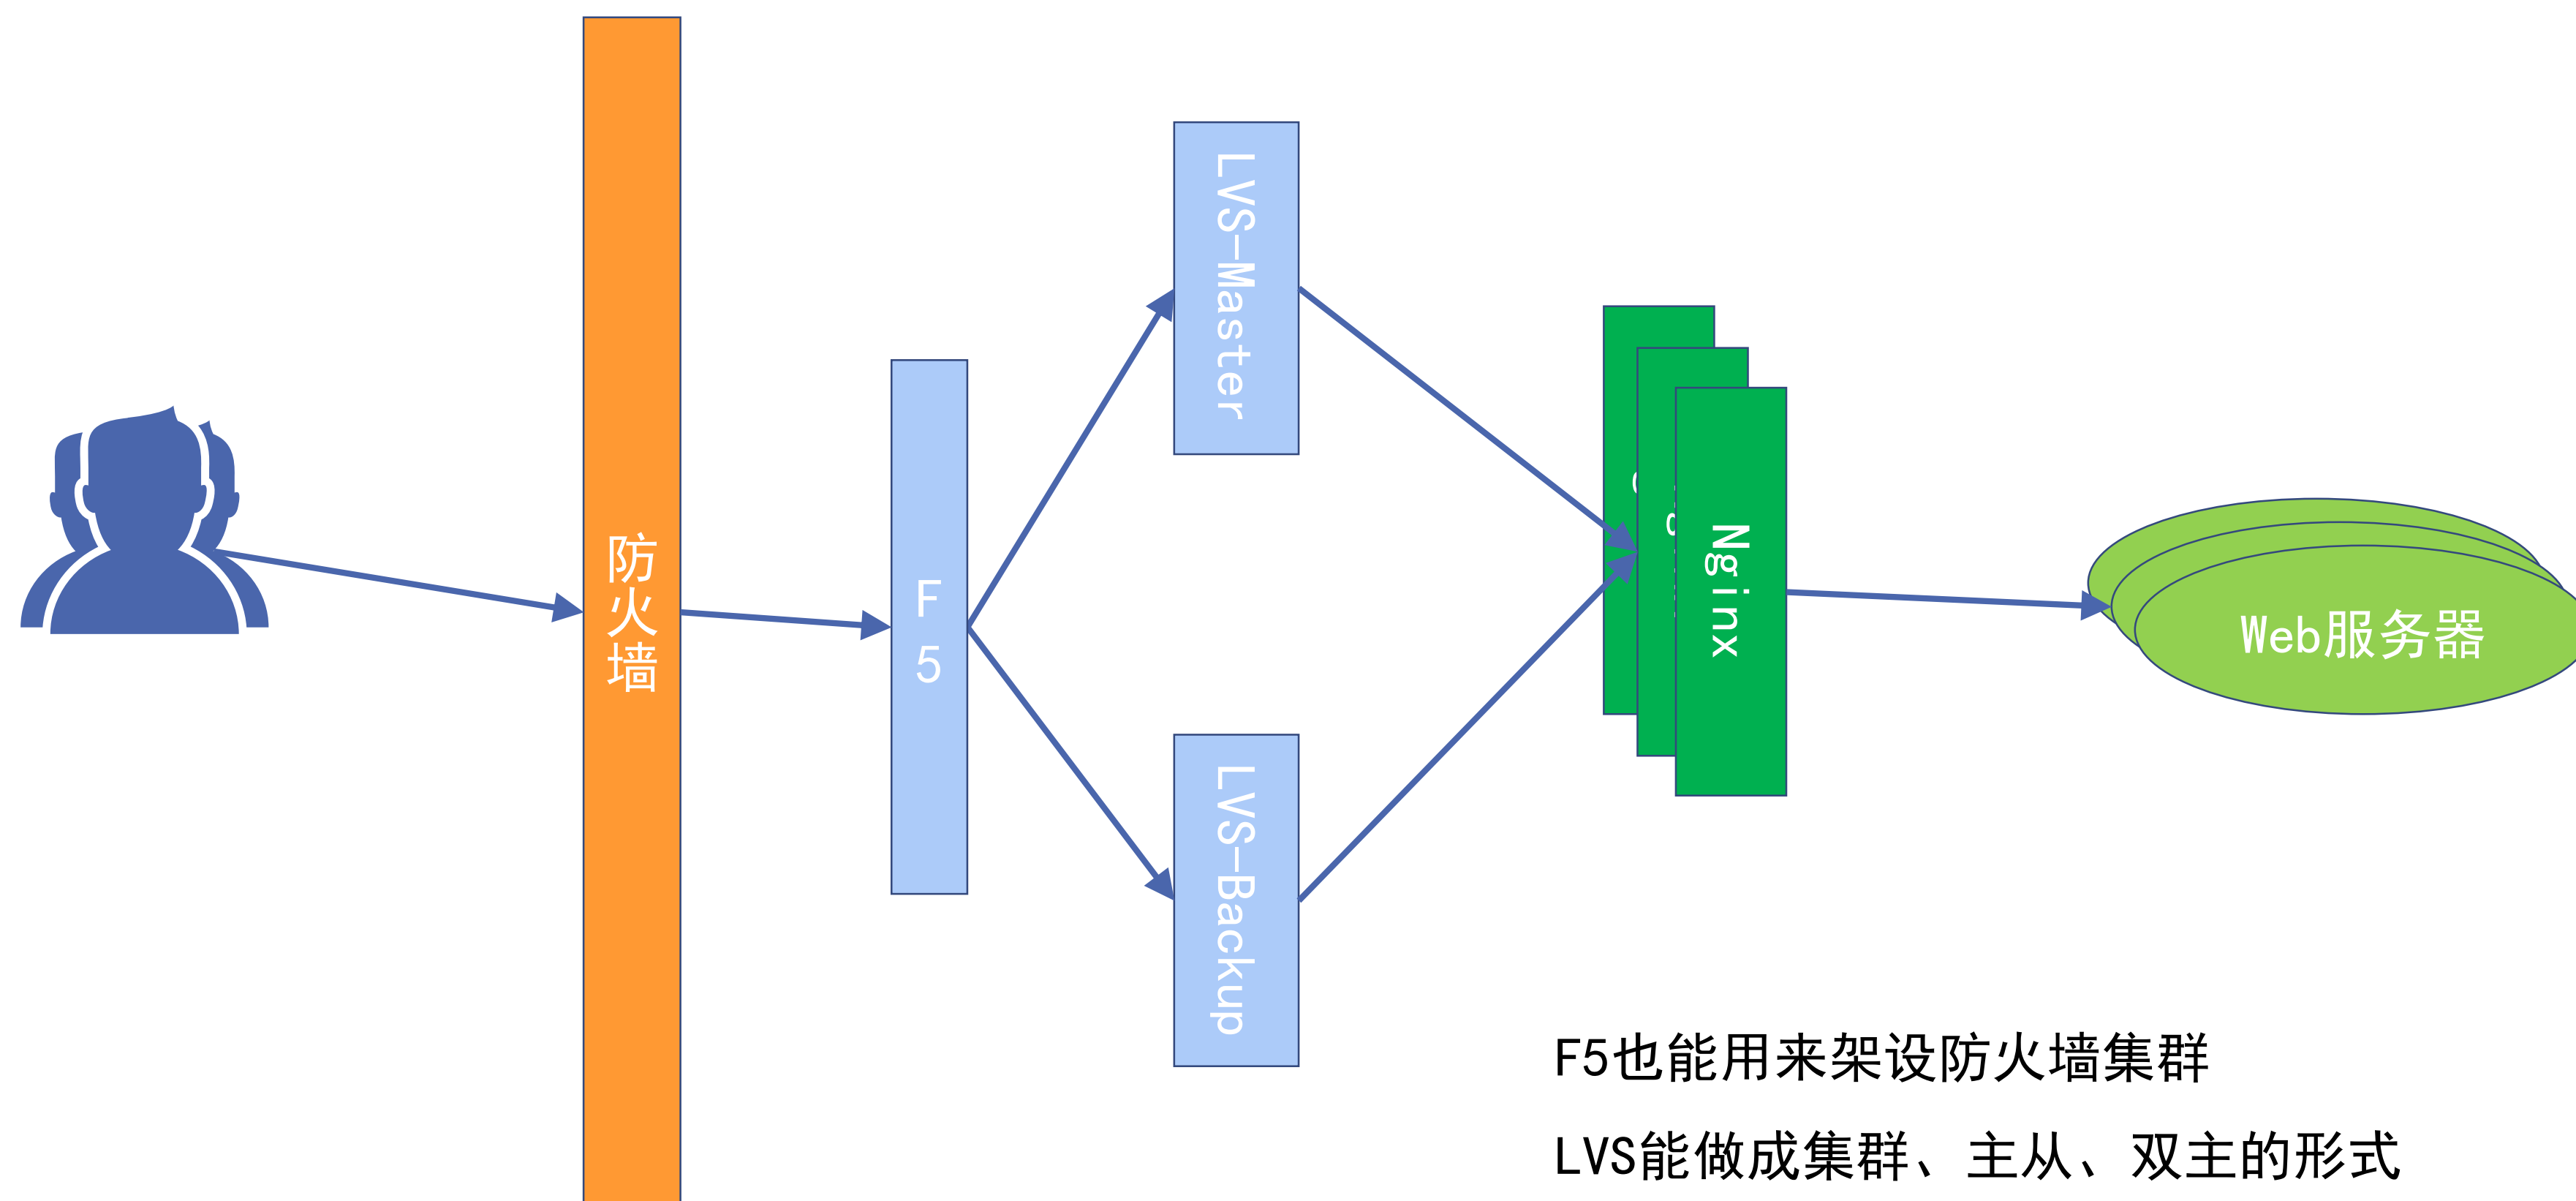 防火墙
F5
LVS-Master
LVS-Backup
Nginx
Web服务器
F5也能用来架设防火墙集群
LVS能做成集群、主从、双主的形式